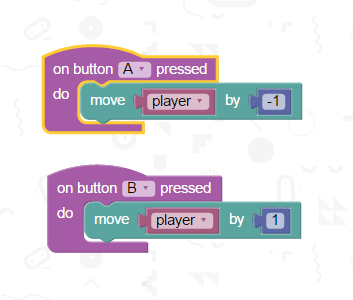 on button A pressed
do move player by -1
on button B pressed
do move player by 1